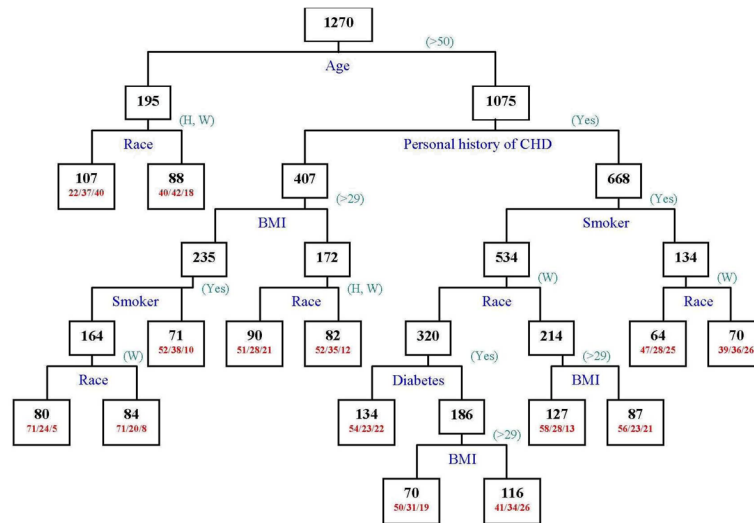 1270
(>50)
Age
195
1075
(H, W)
(Yes)
Race
Personal history of CHD
107
22/37/40
88
40/42/18
407
668
(>29)
(Yes)
BMI
Smoker
235
172
534
134
(Yes)
(H, W)
(W)
(W)
Smoker
Race
Race
Race
164
71
52/38/10
90
51/28/21
82
52/35/12
320
214
64
47/28/25
70
39/36/26
(W)
(Yes)
(>29)
Race
Diabetes
BMI
80
71/24/5
84
71/20/8
134
54/23/22
186
127
58/28/13
87
56/23/21
(>29)
BMI
70
50/31/19
116
41/34/26